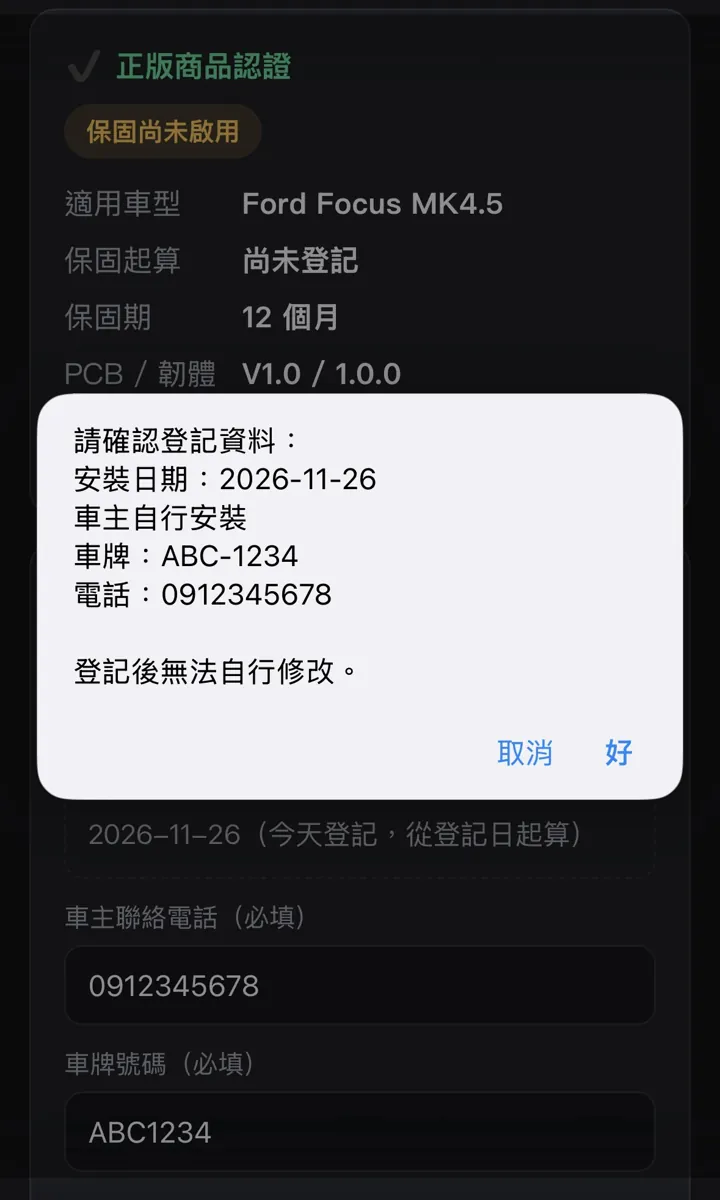 正版商品認證
保固尚未啟用
適用車型 Ford Focus MK4.5
保固起算 尚未登記
保固期 12 個月
PCB / 韌體 V1.0 / 1.0.0
請確認登記資料：
安裝日期：2026-11-26
車主自行安裝
車牌：ABC-1234
電話：0912345678
登記後無法自行修改。
取消 好
2026-11-26（今天登記，從登記日起算）
車主聯絡電話（必填）
0912345678
車牌號碼（必填）
ABC1234